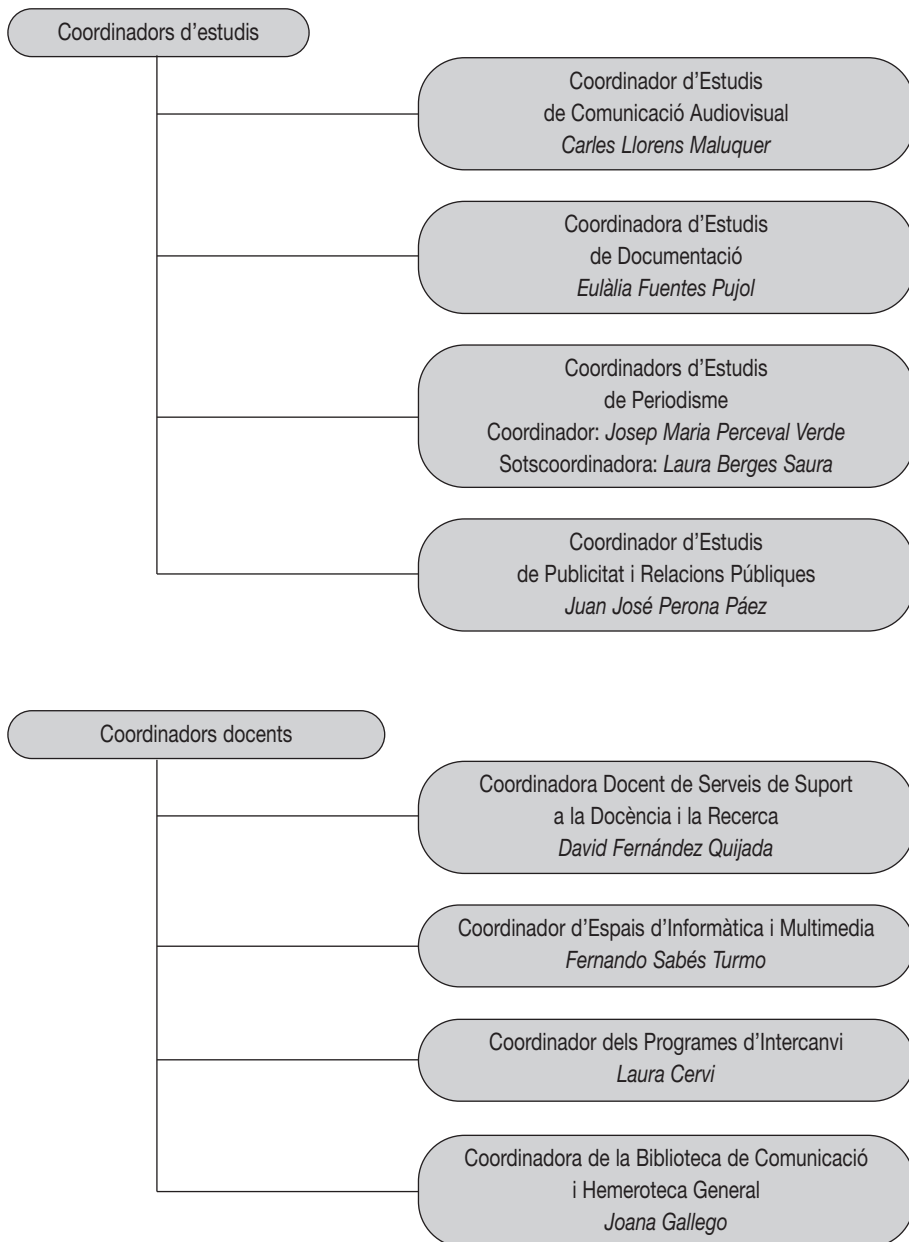 Coordinadors d’estudis
Coordinador d’Estudis
de Comunicació Audiovisual
Carles Llorens Maluquer
Coordinadora d’Estudis
de Documentació
Eulàlia Fuentes Pujol
Coordinadors d’Estudis
de Periodisme
Coordinador: Josep Maria Perceval Verde
Sotscoordinadora: Laura Berges Saura
Coordinador d’Estudis
de Publicitat i Relacions Públiques
Juan José Perona Páez
Coordinadors docents
Coordinadora Docent de Serveis de Suport
a la Docència i la Recerca
David Fernández Quijada
Coordinador d’Espais d’Informàtica i Multimedia
Fernando Sabés Turmo
Coordinador dels Programes d’Intercanvi
Laura Cervi
Coordinadora de la Biblioteca de Comunicació
i Hemeroteca General
Joana Gallego